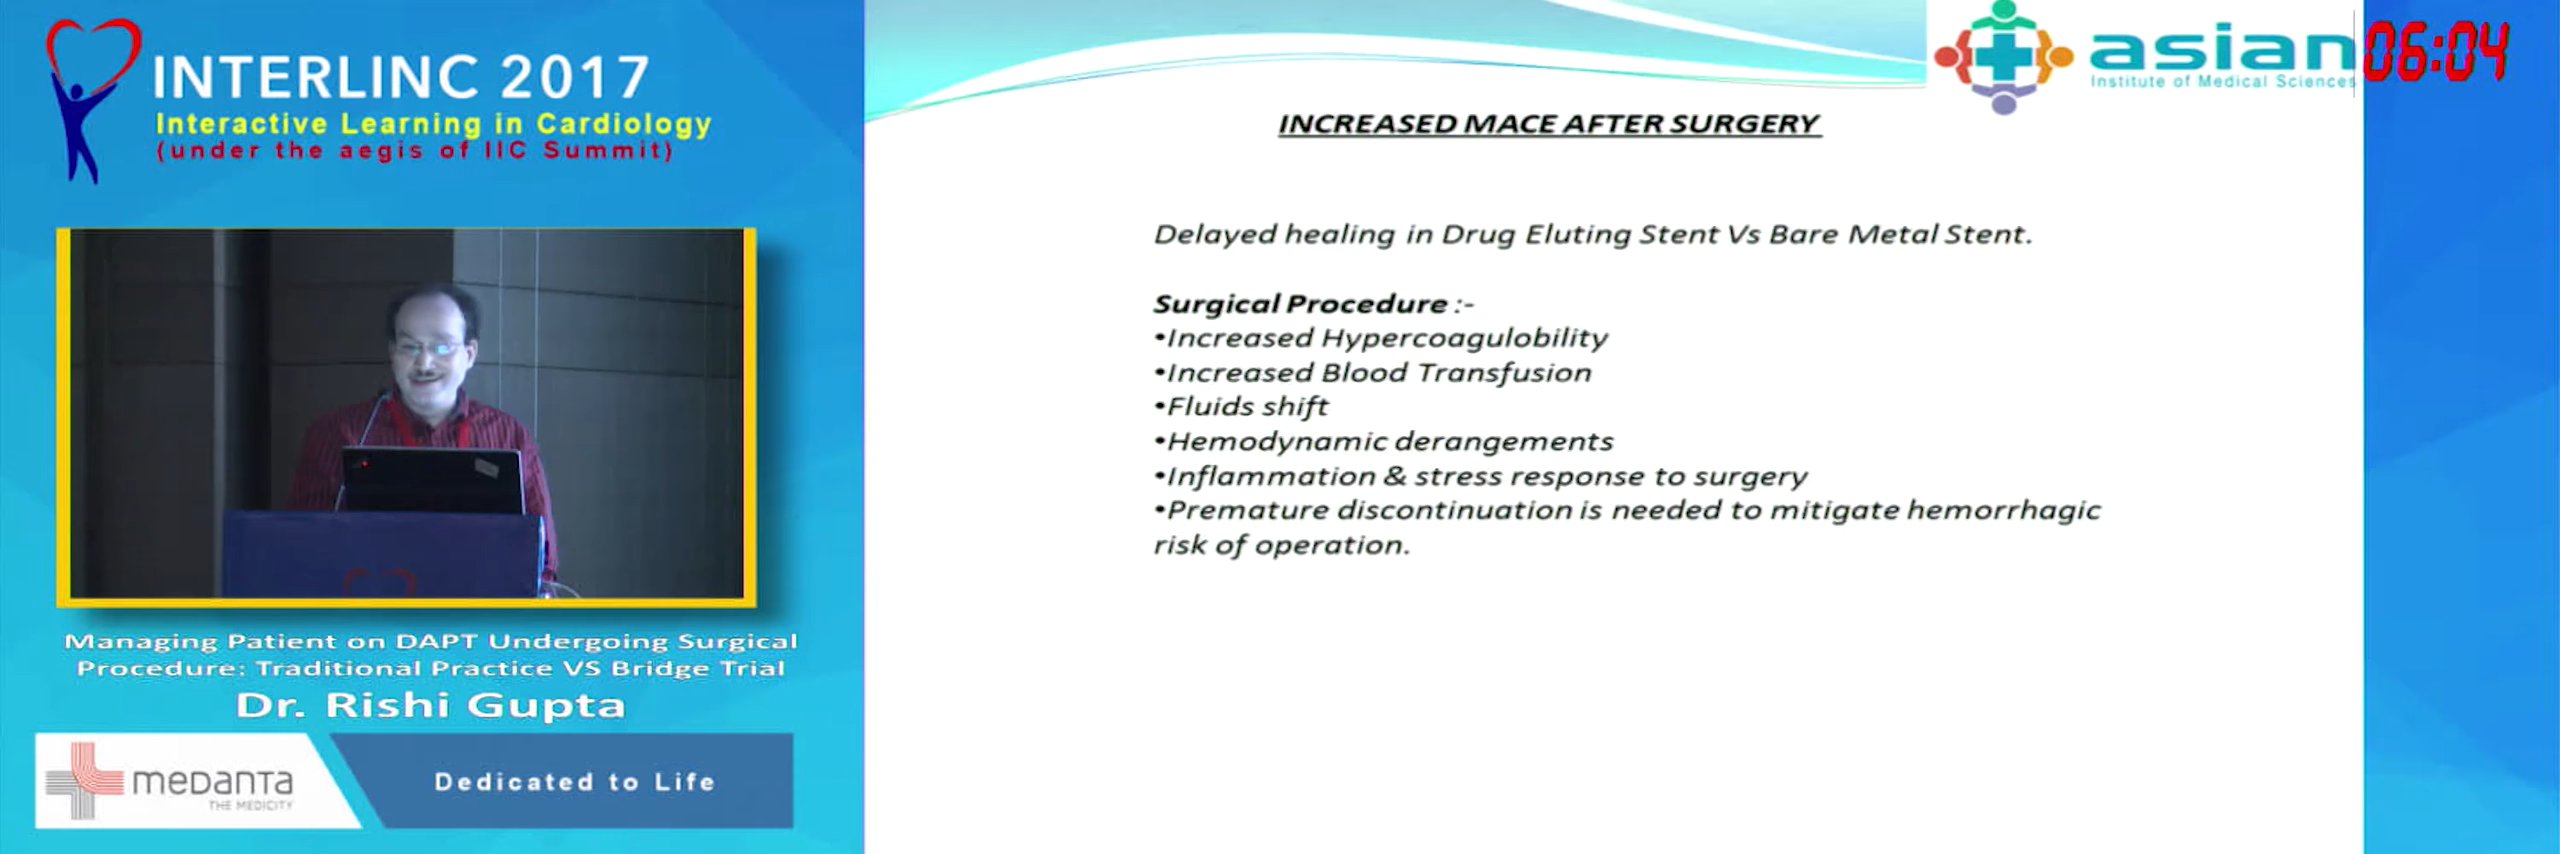 INTERLINC 2017
Interactive Learning in Cardiology
(under the aegis of IIC Summit)
Managing Patient on DAPT Undergoing Surgical
Procedure: Traditional Practice VS Bridge Trial
Dr. Rishi Gupta
meDanTa
THE MEDICITY
Dedicated to Life
asian
Institute of Medical Sciences
06:04
INCREASED MACE AFTER SURGERY
Delayed healing in Drug Eluting Stent Vs Bare Metal Stent.
Surgical Procedure :-
•Increased Hypercoagulobility
•Increased Blood Transfusion
•Fluids shift
•Hemodynamic derangements
•Inflammation & stress response to surgery
•Premature discontinuation is needed to mitigate hemorrhagic
risk of operation.